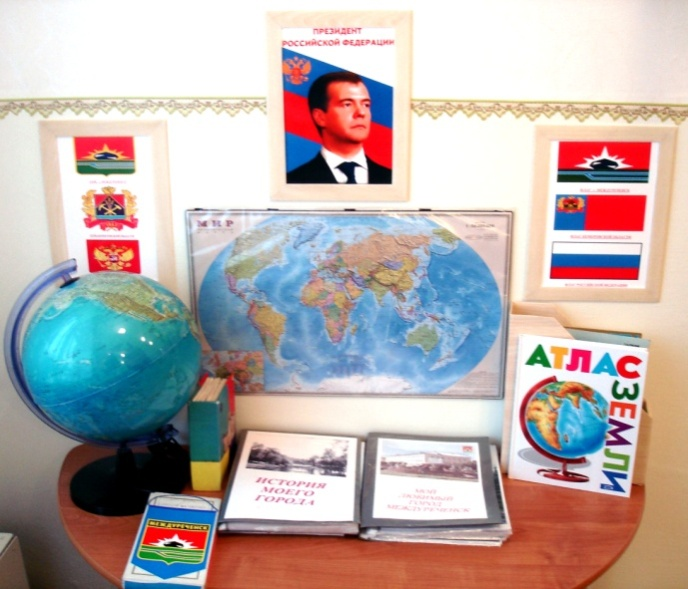 ПРЕЗИДЕНТ
РОССИЙСКОЙ ФЕДЕРАЦИИ
МИР
АТЛАС
ЗЕМЛИ
ИСТОРИЯ
МОЕГО
ГОРОДА
МОЙ
ЛЮБИМЫЙ
ГОРОД
МЕЖДУРЕЧЕНСК
МЕЖДУРЕЧЕНСК